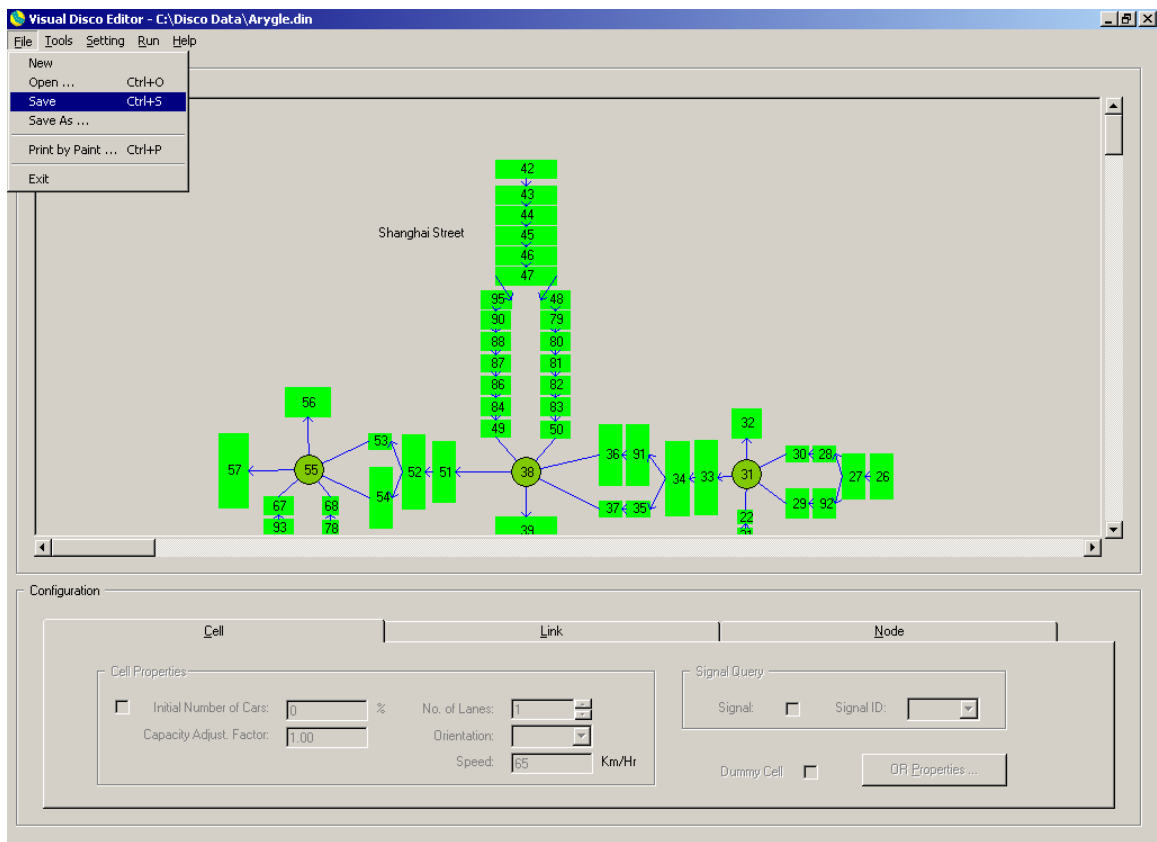 Visual Disco Editor - C:\Disco Data\Arygle.din
File Tools Setting Run Help
New
Open ... Ctrl+O
Save Ctrl+S
Save As ...
Print by Paint ... Ctrl+P
Exit
42
43
44
Shanghai Street 45
46
47
95 48
90 79
88 80
87 81
86 82
56 84 83
32 49 50
53 36 91 30 28
57 55 54 52 51 38 34 33 31 27 26
67 68 37 35 29 92
93 78 39 22
21
Configuration
Cell Link Node
Cell Properties Signal Query
Initial Number of Cars: 0 % No. of Lanes: 1 Signal: Signal ID:
Capacity Adjust. Factor: 1.00 Orientation:
Speed: 65 Km/Hr Dummy Cell OR Properties ...